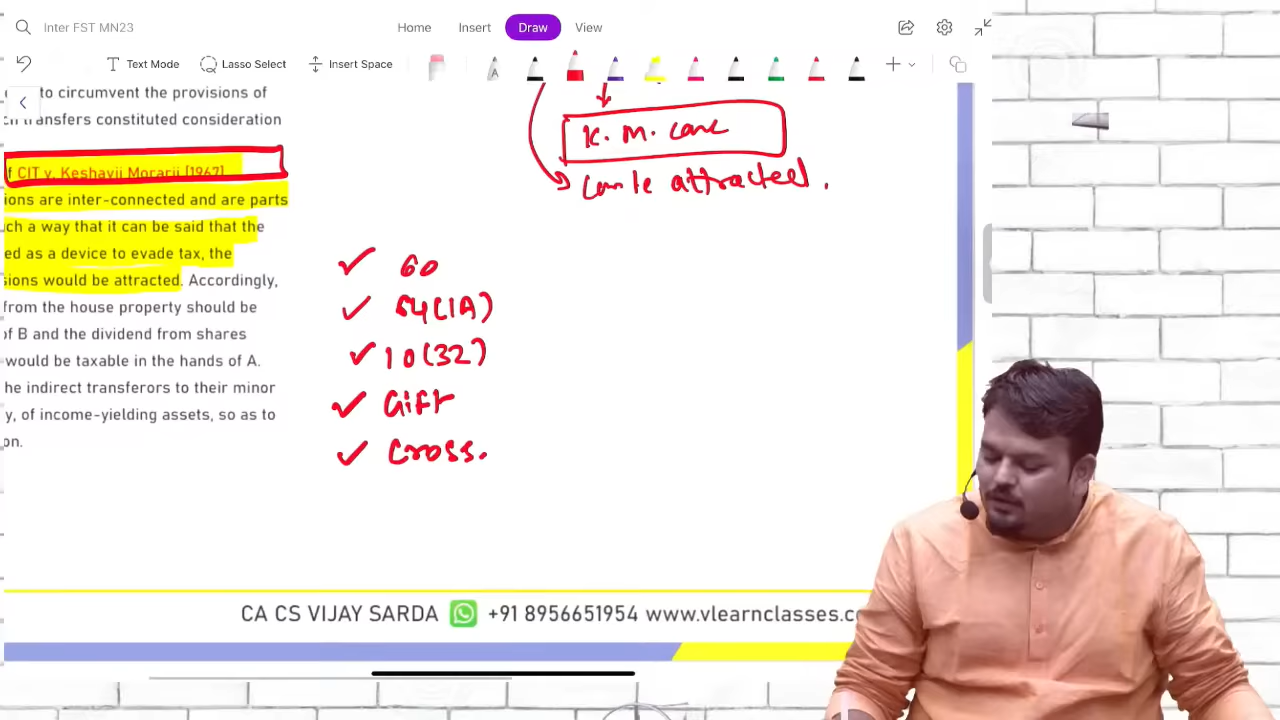 Inter FST MN23
Home Insert Draw View
Text Mode Lasso Select Insert Space
to circumvent the provisions of
transfers constituted consideration
f CIT v. Keshavji Morarji [1967]
ions are inter-connected and are parts
uch a way that it can be said that the
ed as a device to evade tax, the
sions would be attracted. Accordingly,
from the house property should be
of B and the dividend from shares
would be taxable in the hands of A.
he indirect transferors to their minor
y, of income-yielding assets, so as to
on.
K. M. case
can be attracted.
✓ 60
✓ 64(1A)
✓ 10(32)
✓ Gift
✓ Cross.
CA CS VIJAY SARDA +91 8956651954 www.vlearnclasses.co